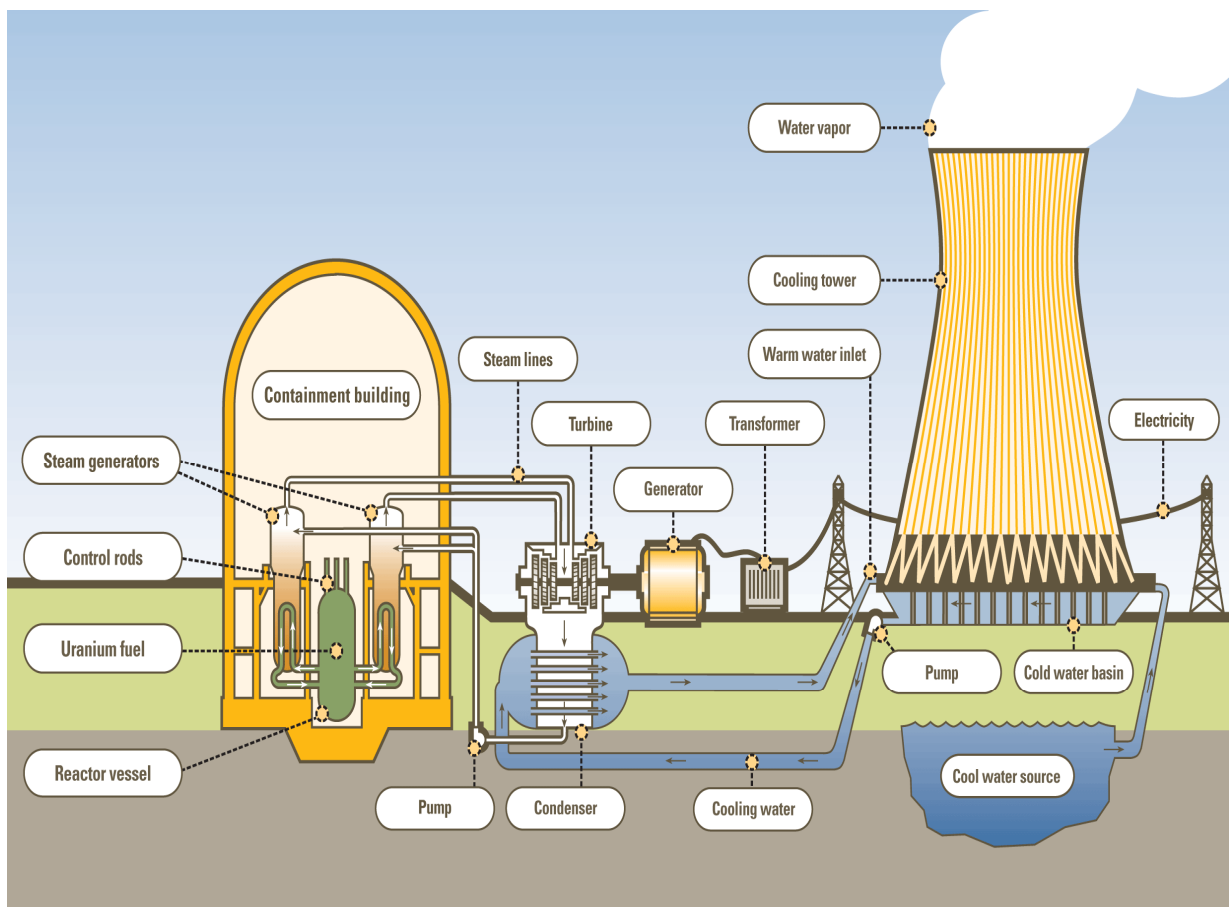 Water vapor
Cooling tower
Steam lines
Warm water inlet
Containment building
Turbine
Transformer
Electricity
Steam generators
Generator
Control rods
Uranium fuel
Pump
Cold water basin
Reactor vessel
Cool water source
Pump
Condenser
Cooling water